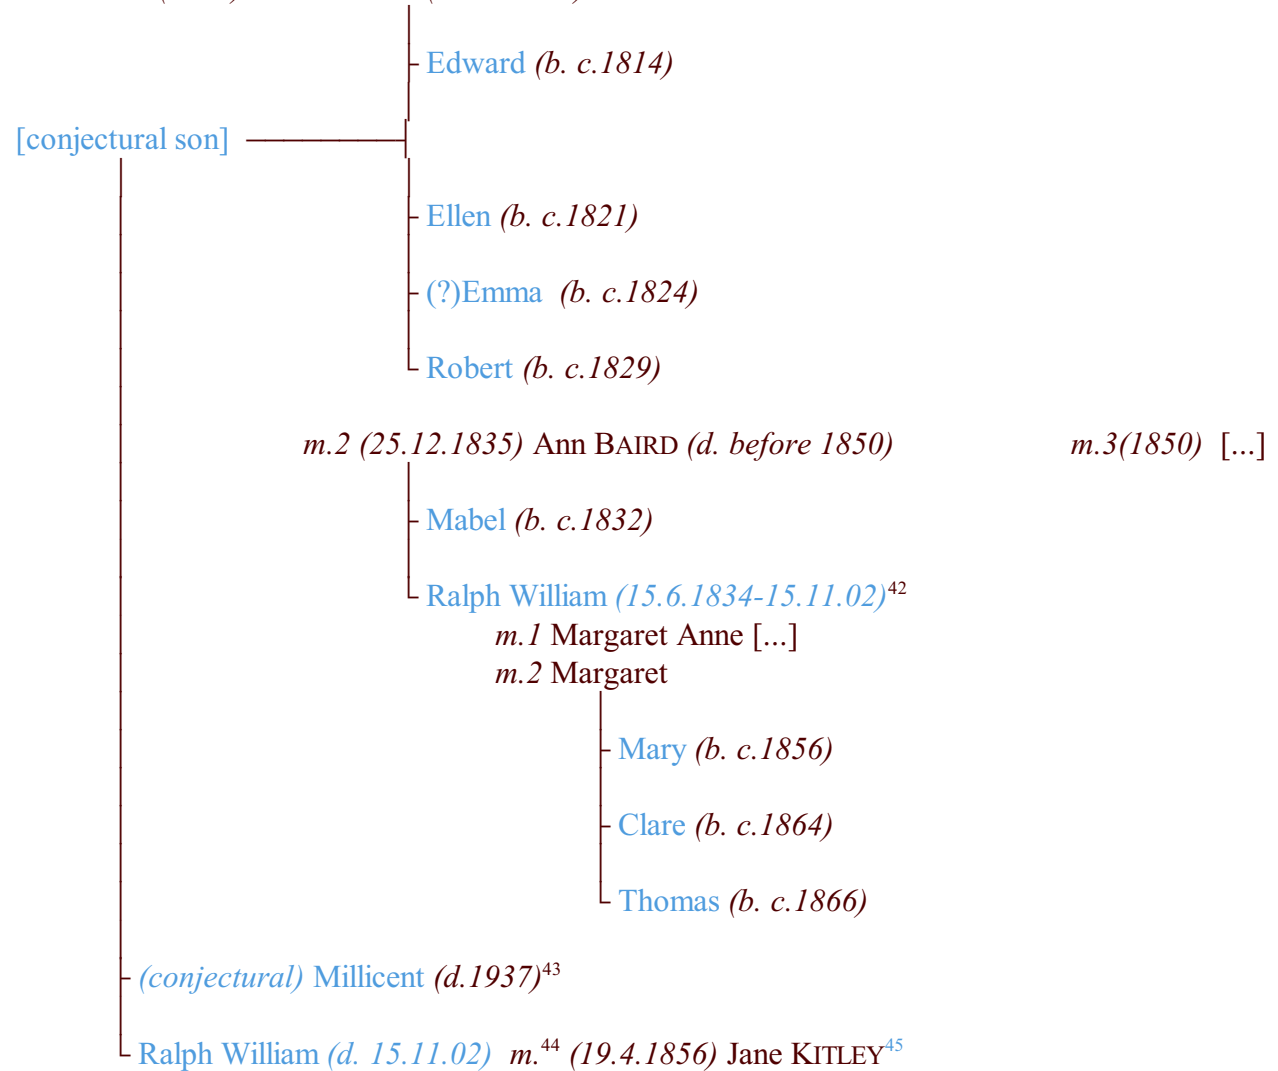 Edward (b. c.1814)
[conjectural son]
Ellen (b. c.1821)
(?)Emma (b. c.1824)
Robert (b. c.1829)
m.2 (25.12.1835) Ann BAIRD (d. before 1850) m.3(1850) [...]
Mabel (b. c.1832)
Ralph William (15.6.1834-15.11.02)42
m.1 Margaret Anne [...]
m.2 Margaret
Mary (b. c.1856)
Clare (b. c.1864)
Thomas (b. c.1866)
(conjectural) Millicent (d.1937)43
Ralph William (d. 15.11.02) m.44 (19.4.1856) Jane KITLEY45